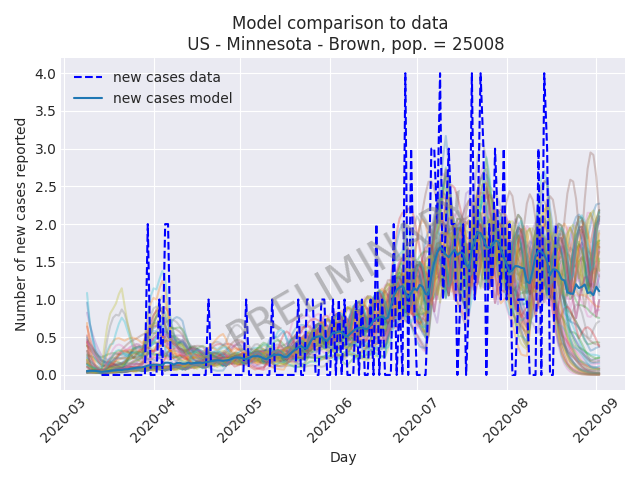 Model comparison to data
US - Minnesota - Brown, pop. = 25008
new cases data
new cases model
Number of new cases reported
4.0
3.5
3.0
2.5
2.0
1.5
1.0
0.5
0.0
2020-03
2020-04
2020-05
2020-06
2020-07
2020-08
2020-09
Day